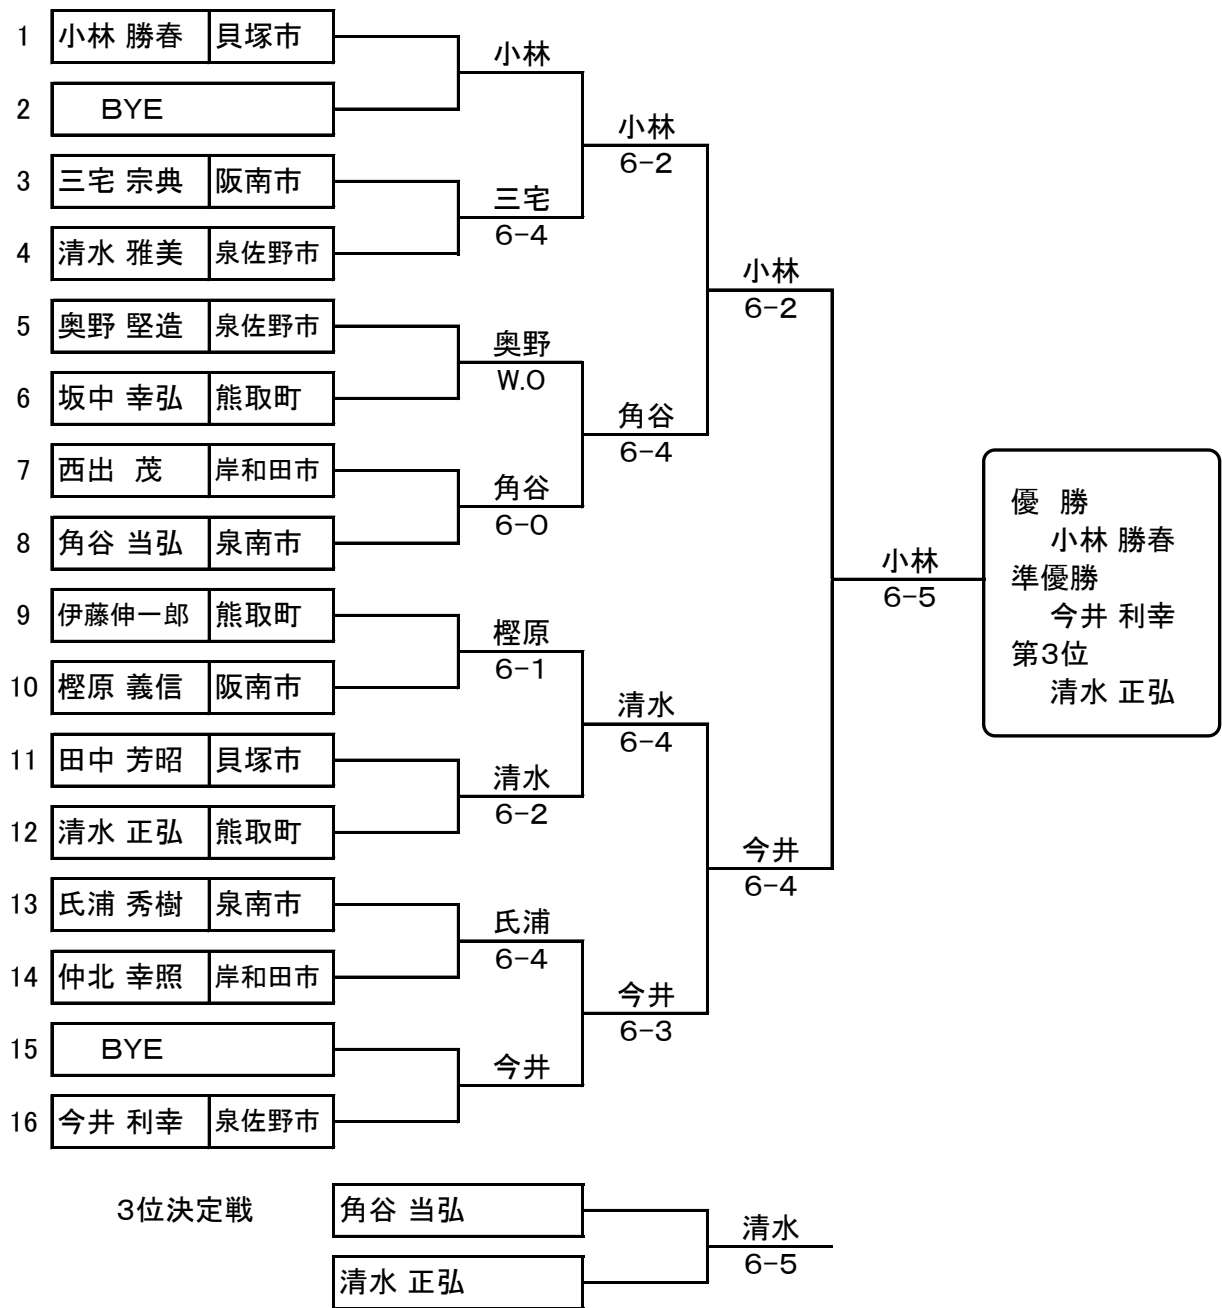 1 小林 勝春 貝塚市
2 BYE
3 三宅 宗典 阪南市
4 清水 雅美 泉佐野市
5 奥野 堅造 泉佐野市
6 坂中 幸弘 熊取町
7 西出 茂 岸和田市
8 角谷 当弘 泉南市
9 伊藤伸一郎 熊取町
10 樫原 義信 阪南市
11 田中 芳昭 貝塚市
12 清水 正弘 熊取町
13 氏浦 秀樹 泉南市
14 仲北 幸照 岸和田市
15 BYE
16 今井 利幸 泉佐野市
小林
三宅
6-4
奥野
W.O
角谷
6-0
樫原
6-1
清水
6-2
氏浦
6-4
今井
小林
6-2
角谷
6-4
清水
6-4
今井
6-3
小林
6-2
今井
6-4
小林
6-5
優 勝
小林 勝春
準優勝
今井 利幸
第3位
清水 正弘
3位決定戦
角谷 当弘
清水 正弘
清水
6-5